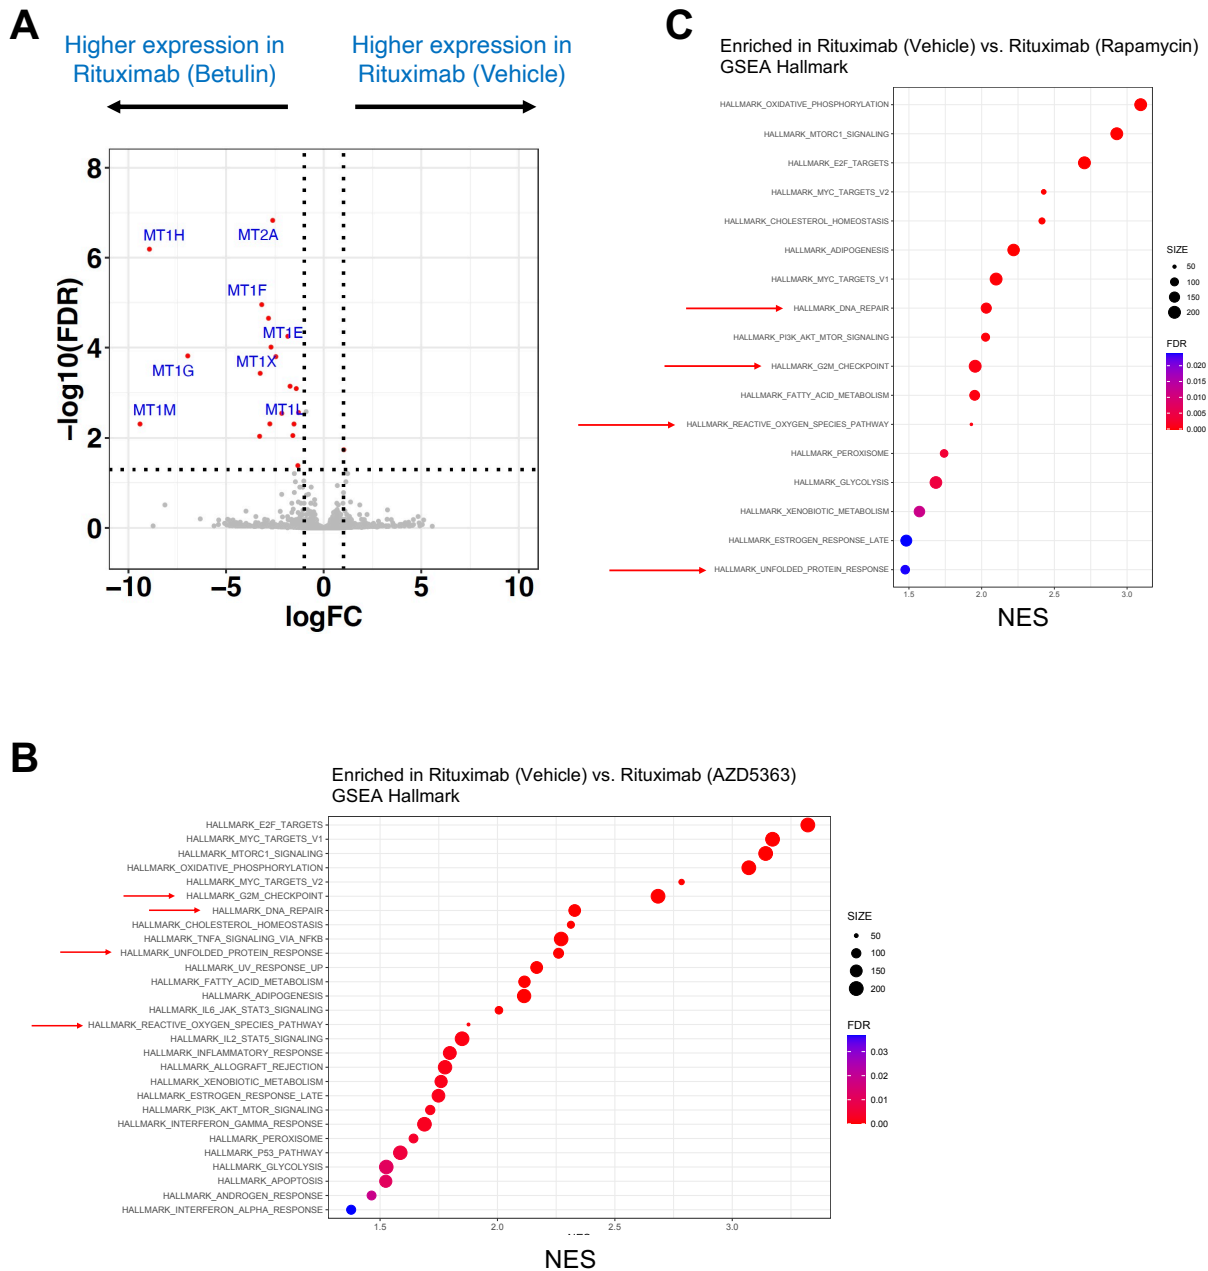 A
Higher expression in
Rituximab (Betulin)
Higher expression in
Rituximab (Vehicle)
8
6
4
2
0
−log10(FDR)
MT1H
MT2A
MT1F
MT1E
MT1X
MT1G
MT1M
MT1L
−10
−5
0
5
10
logFC
C
Enriched in Rituximab (Vehicle) vs. Rituximab (Rapamycin)
GSEA Hallmark
HALLMARK_OXIDATIVE_PHOSPHORYLATION
HALLMARK_MTORC1_SIGNALING
HALLMARK_E2F_TARGETS
HALLMARK_MYC_TARGETS_V2
HALLMARK_CHOLESTEROL_HOMEOSTASIS
HALLMARK_ADIPOGENESIS
HALLMARK_MYC_TARGETS_V1
HALLMARK_DNA_REPAIR
HALLMARK_PI3K_AKT_MTOR_SIGNALING
HALLMARK_G2M_CHECKPOINT
HALLMARK_FATTY_ACID_METABOLISM
HALLMARK_REACTIVE_OXYGEN_SPECIES_PATHWAY
HALLMARK_PEROXISOME
HALLMARK_GLYCOLYSIS
HALLMARK_XENOBIOTIC_METABOLISM
HALLMARK_ESTROGEN_RESPONSE_LATE
HALLMARK_UNFOLDED_PROTEIN_RESPONSE
1.5
2.0
2.5
3.0
NES
SIZE
50
100
150
200
FDR
0.020
0.015
0.010
0.005
0.000
B
Enriched in Rituximab (Vehicle) vs. Rituximab (AZD5363)
GSEA Hallmark
HALLMARK_E2F_TARGETS
HALLMARK_MYC_TARGETS_V1
HALLMARK_MTORC1_SIGNALING
HALLMARK_OXIDATIVE_PHOSPHORYLATION
HALLMARK_MYC_TARGETS_V2
HALLMARK_G2M_CHECKPOINT
HALLMARK_DNA_REPAIR
HALLMARK_CHOLESTEROL_HOMEOSTASIS
HALLMARK_TNFA_SIGNALING_VIA_NFKB
HALLMARK_UNFOLDED_PROTEIN_RESPONSE
HALLMARK_UV_RESPONSE_UP
HALLMARK_FATTY_ACID_METABOLISM
HALLMARK_ADIPOGENESIS
HALLMARK_IL6_JAK_STAT3_SIGNALING
HALLMARK_REACTIVE_OXYGEN_SPECIES_PATHWAY
HALLMARK_IL2_STAT5_SIGNALING
HALLMARK_INFLAMMATORY_RESPONSE
HALLMARK_ALLOGRAFT_REJECTION
HALLMARK_XENOBIOTIC_METABOLISM
HALLMARK_ESTROGEN_RESPONSE_LATE
HALLMARK_PI3K_AKT_MTOR_SIGNALING
HALLMARK_INTERFERON_GAMMA_RESPONSE
HALLMARK_PEROXISOME
HALLMARK_P53_PATHWAY
HALLMARK_GLYCOLYSIS
HALLMARK_APOPTOSIS
HALLMARK_ANDROGEN_RESPONSE
HALLMARK_INTERFERON_ALPHA_RESPONSE
1.5
2.0
2.5
3.0
NES
SIZE
50
100
150
200
FDR
0.03
0.02
0.01
0.00